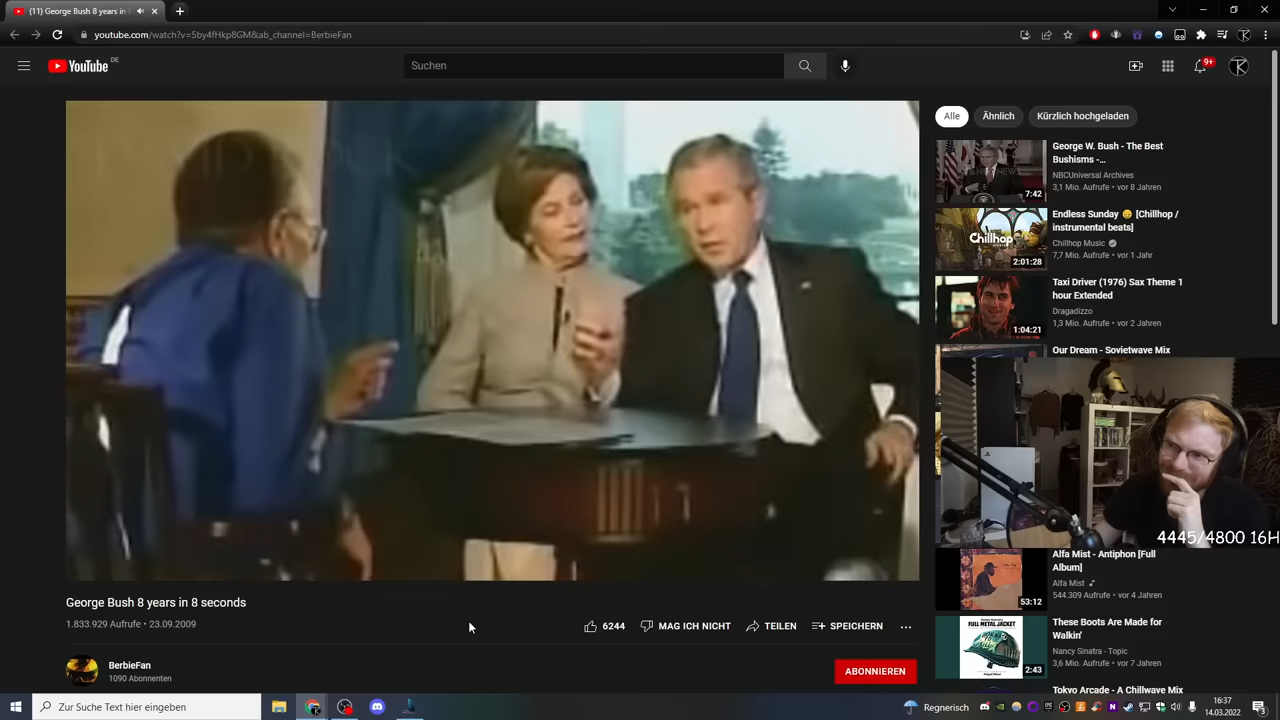 (11) George Bush 8 years in 8
youtube.com/watch?v=5by4fHkp8GM&ab_channel=BerbieFan
YouTube DE
Suchen
9+
Alle
Ähnlich
Kürzlich hochgeladen
George W. Bush - The Best
Bushisms -...
NBCUniversal Archives
3,1 Mio. Aufrufe • vor 8 Jahren
7:42
Endless Sunday 😊 [Chillhop /
instrumental beats]
Chillhop Music
7,7 Mio. Aufrufe • vor 1 Jahr
Chillhop
2:01:28
Taxi Driver (1976) Sax Theme 1
hour Extended
Dragadizzo
1,3 Mio. Aufrufe • vor 2 Jahren
1:04:21
Our Dream - Sovietwave Mix
4445/4800 16H
Alfa Mist - Antiphon [Full
Album]
Alfa Mist
544.309 Aufrufe • vor 4 Jahren
53:12
These Boots Are Made for
Walkin'
Nancy Sinatra - Topic
3,6 Mio. Aufrufe • vor 7 Jahren
FULL METAL JACKET
2:43
Tokyo Arcade - A Chillwave Mix
George Bush 8 years in 8 seconds
1.833.929 Aufrufe • 23.09.2009
6244
MAG ICH NICHT
TEILEN
SPEICHERN
BerbieFan
1090 Abonnenten
ABONNIEREN
Zur Suche Text hier eingeben
Regnerisch
16:37
14.03.2022